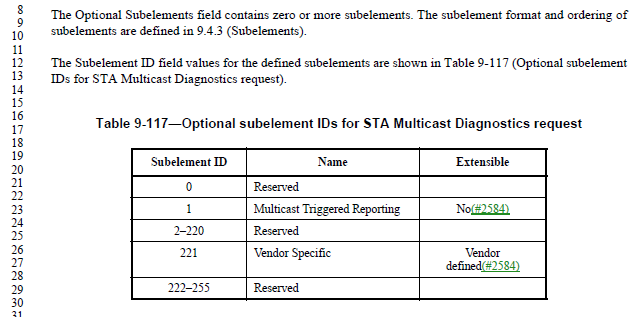 8
9
10
11
12
13
14
15
16
17
18
19
20
21
22
23
24
25
26
27
28
29
30
31
The Optional Subelements field contains zero or more subelements. The subelement format and ordering of
subelements are defined in 9.4.3 (Subelements).
The Subelement ID field values for the defined subelements are shown in Table 9-117 (Optional subelement
IDs for STA Multicast Diagnostics request).
Table 9-117—Optional subelement IDs for STA Multicast Diagnostics request
Subelement ID Name Extensible
0 Reserved
1 Multicast Triggered Reporting No(#2584)
2–220 Reserved
221 Vendor Specific Vendor
defined(#2584)
222–255 Reserved